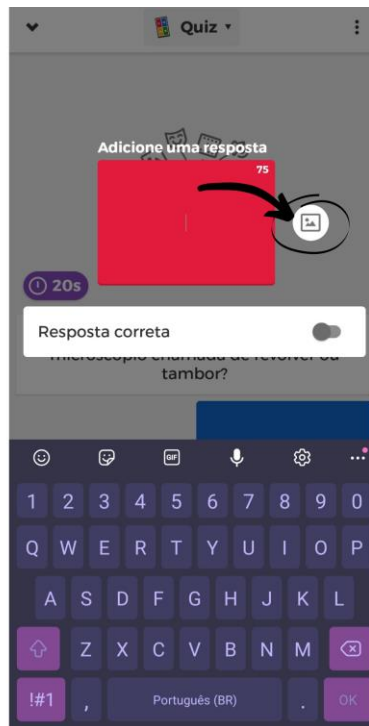 Quiz
Adicione uma resposta
75
20s
Resposta correta
microscópio chamada de revólver ou
tambor?
GIF
1 2 3 4 5 6 7 8 9 0
Q W E R T Y U I O P
A S D F G H J K L
Z X C V B N M
!#1 , Português (BR) . OK